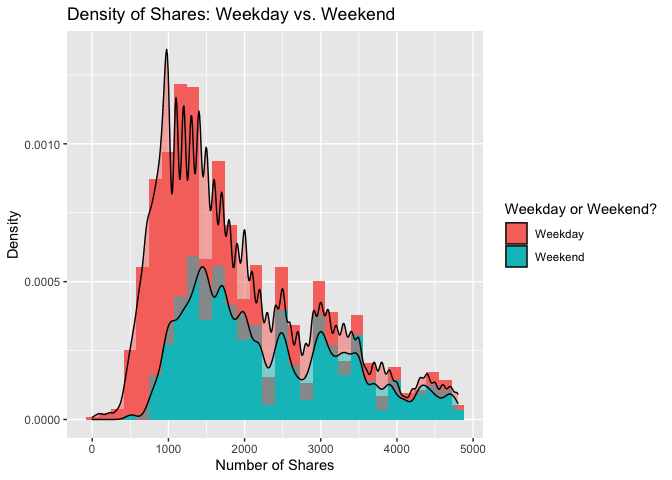 Density of Shares: Weekday vs. Weekend
0.0010
0.0005
0.0000
Density
0 1000 2000 3000 4000 5000
Number of Shares
Weekday or Weekend?
Weekday
Weekend